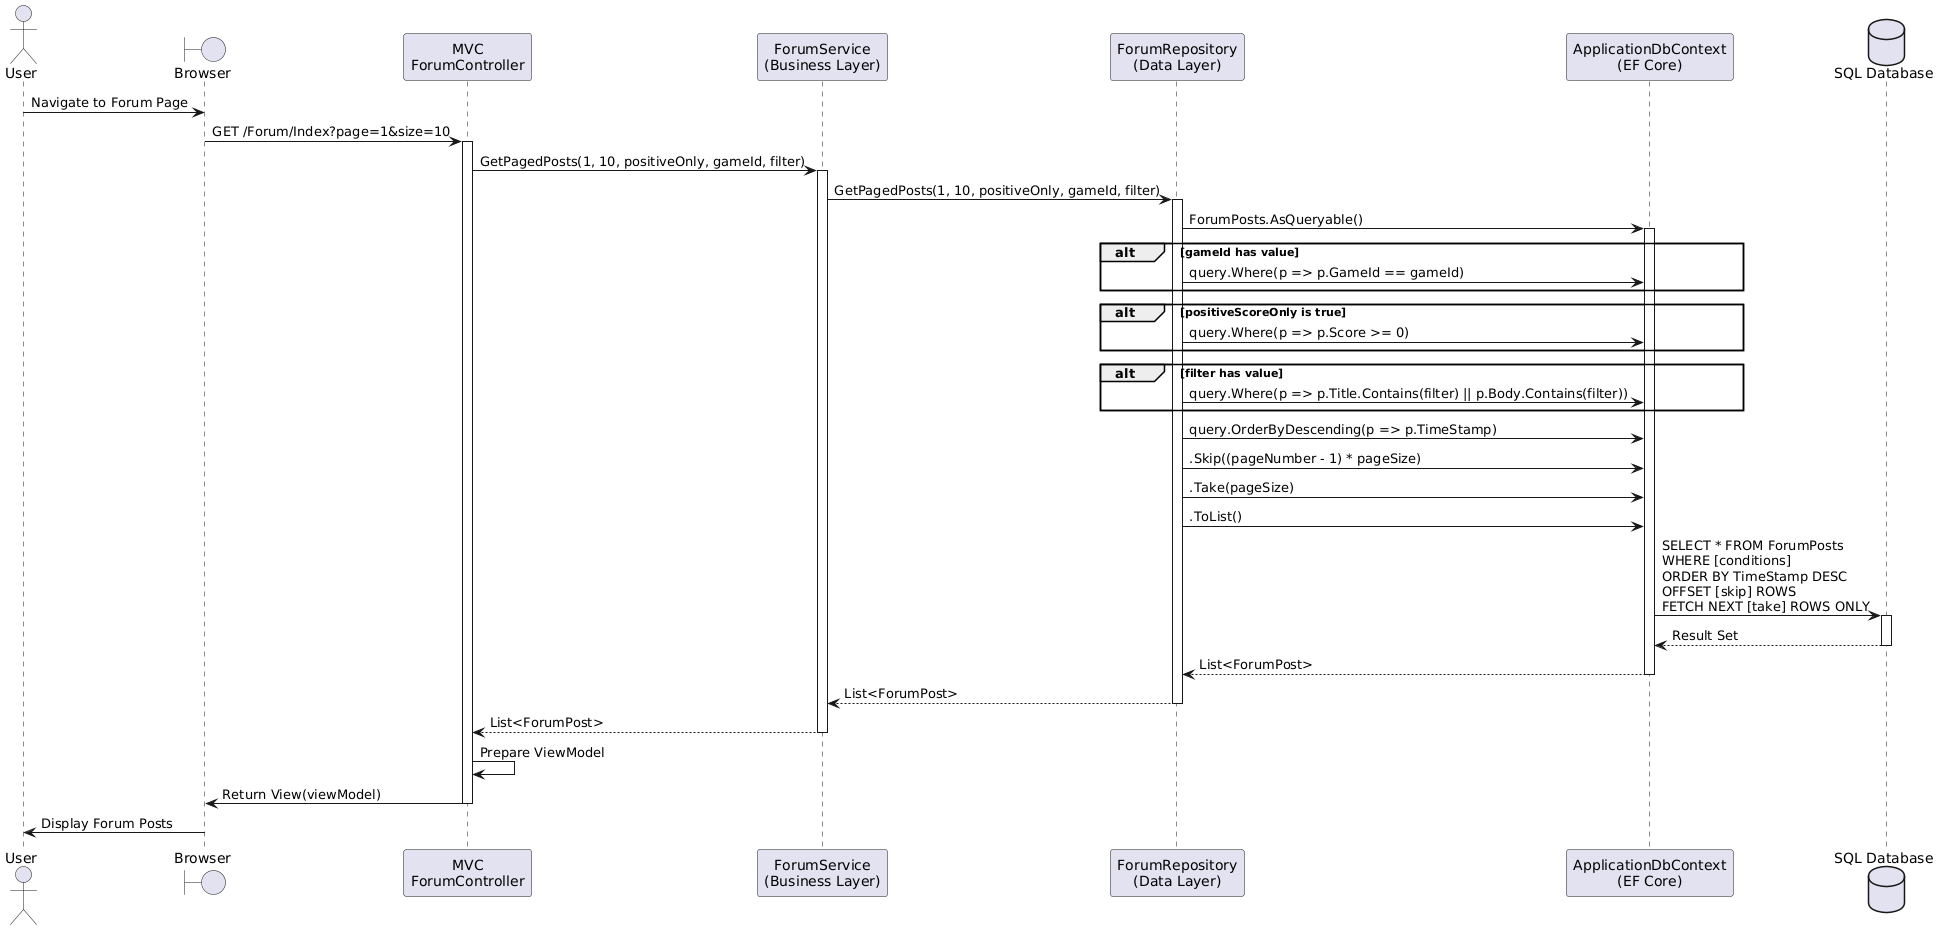 User
Browser
MVC
ForumController
ForumService
(Business Layer)
ForumRepository
(Data Layer)
ApplicationDbContext
(EF Core)
SQL Database
Navigate to Forum Page
GET /Forum/Index?page=1&size=10
GetPagedPosts(1, 10, positiveOnly, gameId, filter)
GetPagedPosts(1, 10, positiveOnly, gameId, filter)
ForumPosts.AsQueryable()
alt [gameId has value]
query.Where(p => p.GameId == gameId)
alt [positiveScoreOnly is true]
query.Where(p => p.Score >= 0)
alt [filter has value]
query.Where(p => p.Title.Contains(filter) || p.Body.Contains(filter))
query.OrderByDescending(p => p.TimeStamp)
.Skip((pageNumber - 1) * pageSize)
.Take(pageSize)
.ToList()
SELECT * FROM ForumPosts
WHERE [conditions]
ORDER BY TimeStamp DESC
OFFSET [skip] ROWS
FETCH NEXT [take] ROWS ONLY
Result Set
List<ForumPost>
List<ForumPost>
List<ForumPost>
Prepare ViewModel
Return View(viewModel)
Display Forum Posts
User
Browser
MVC
ForumController
ForumService
(Business Layer)
ForumRepository
(Data Layer)
ApplicationDbContext
(EF Core)
SQL Database